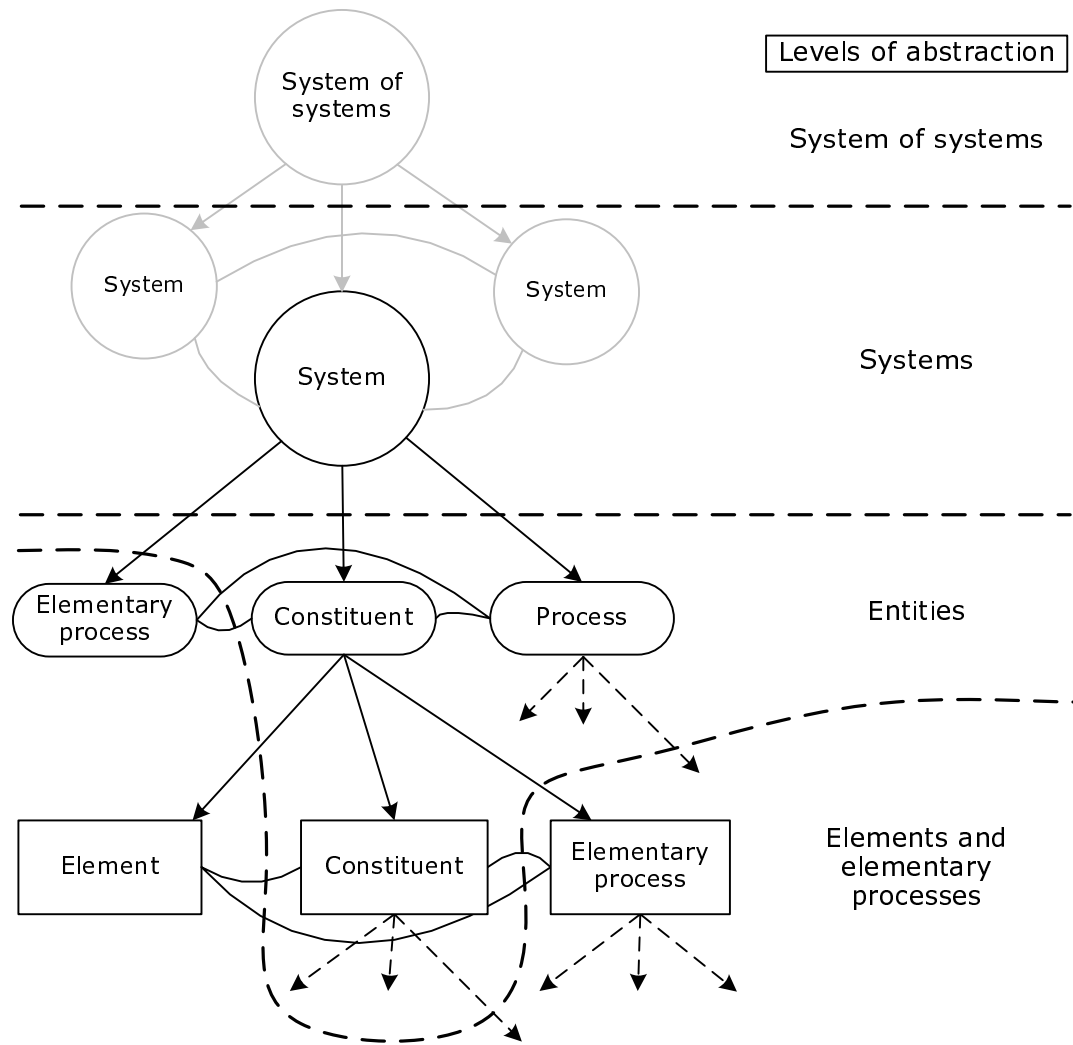 Levels of abstraction
System of
systems
System of systems
System
System
System
Systems
Elementary
process
Constituent
Process
Entities
Element
Constituent
Elementary
process
Elements and
elementary
processes